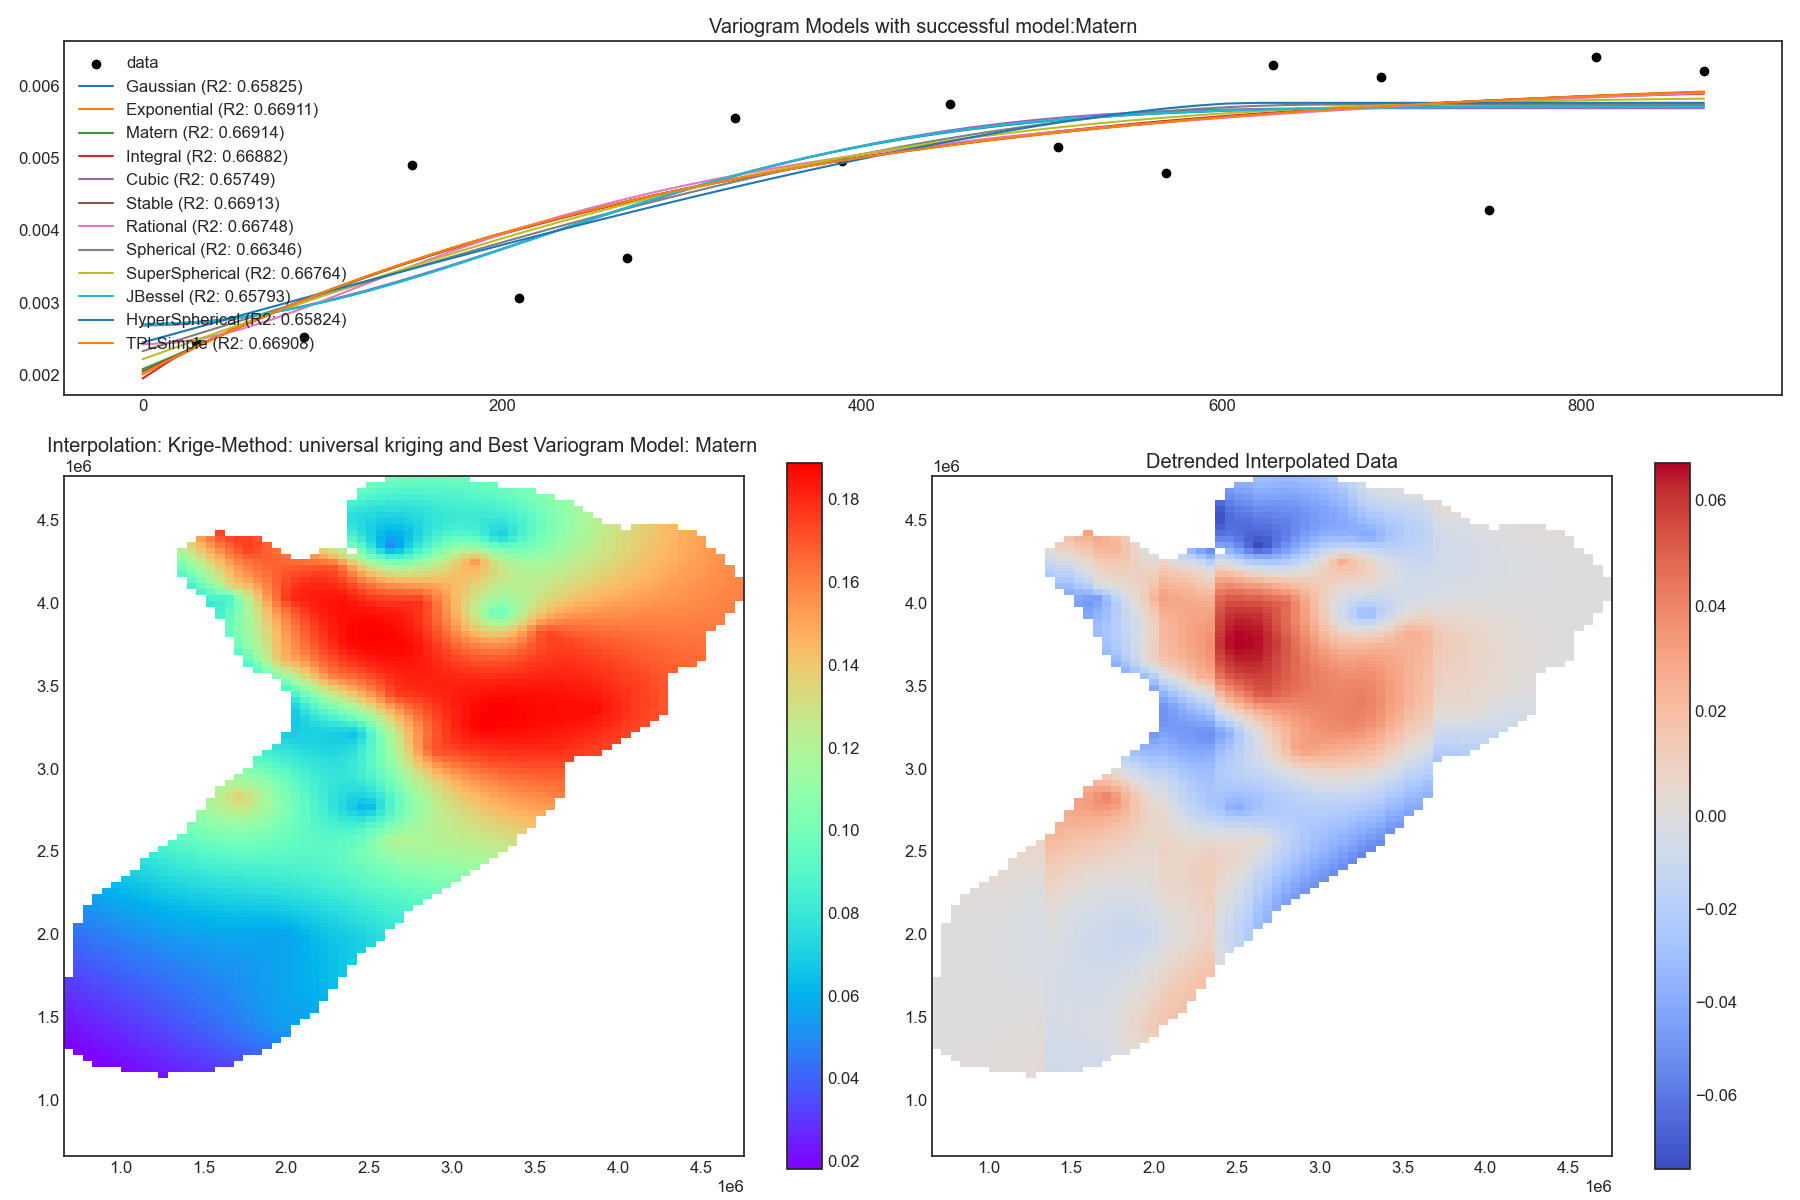 Variogram Models with successful model:Matern
data
Gaussian (R2: 0.65825)
Exponential (R2: 0.66911)
Matern (R2: 0.66914)
Integral (R2: 0.66882)
Cubic (R2: 0.65749)
Stable (R2: 0.66913)
Rational (R2: 0.66748)
Spherical (R2: 0.66346)
SuperSpherical (R2: 0.66764)
JBessel (R2: 0.65793)
HyperSpherical (R2: 0.65824)
TPLSimple (R2: 0.66908)
0.006
0.005
0.004
0.003
0.002
0 200 400 600 800
Interpolation: Krige-Method: universal kriging and Best Variogram Model: Matern
1e6
4.5
4.0
3.5
3.0
2.5
2.0
1.5
1.0
1.0 1.5 2.0 2.5 3.0 3.5 4.0 4.5
1e6
0.18
0.16
0.14
0.12
0.10
0.08
0.06
0.04
0.02
Detrended Interpolated Data
1e6
4.5
4.0
3.5
3.0
2.5
2.0
1.5
1.0
1.0 1.5 2.0 2.5 3.0 3.5 4.0 4.5
1e6
0.06
0.04
0.02
0.00
−0.02
−0.04
−0.06